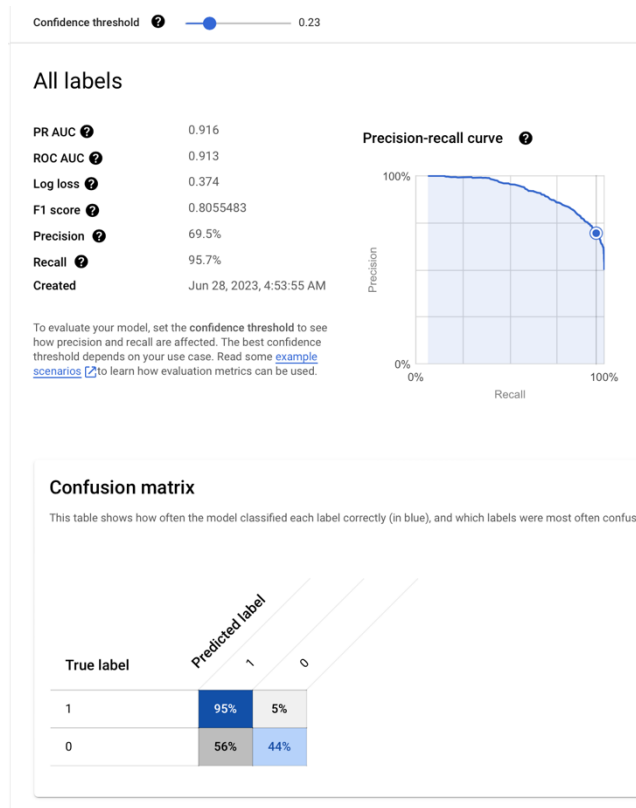 Confidence threshold 0.23
All labels
PR AUC 0.916
ROC AUC 0.913
Log loss 0.374
F1 score 0.8055483
Precision 69.5%
Recall 95.7%
Created Jun 28, 2023, 4:53:55 AM
To evaluate your model, set the confidence threshold to see
how precision and recall are affected. The best confidence
threshold depends on your use case. Read some example
scenarios to learn how evaluation metrics can be used.
Precision-recall curve
100%
Precision
0%
0% 100%
Recall
Confusion matrix
This table shows how often the model classified each label correctly (in blue), and which labels were most often confus
Predicted label
True label 1 0
1 95% 5%
0 56% 44%